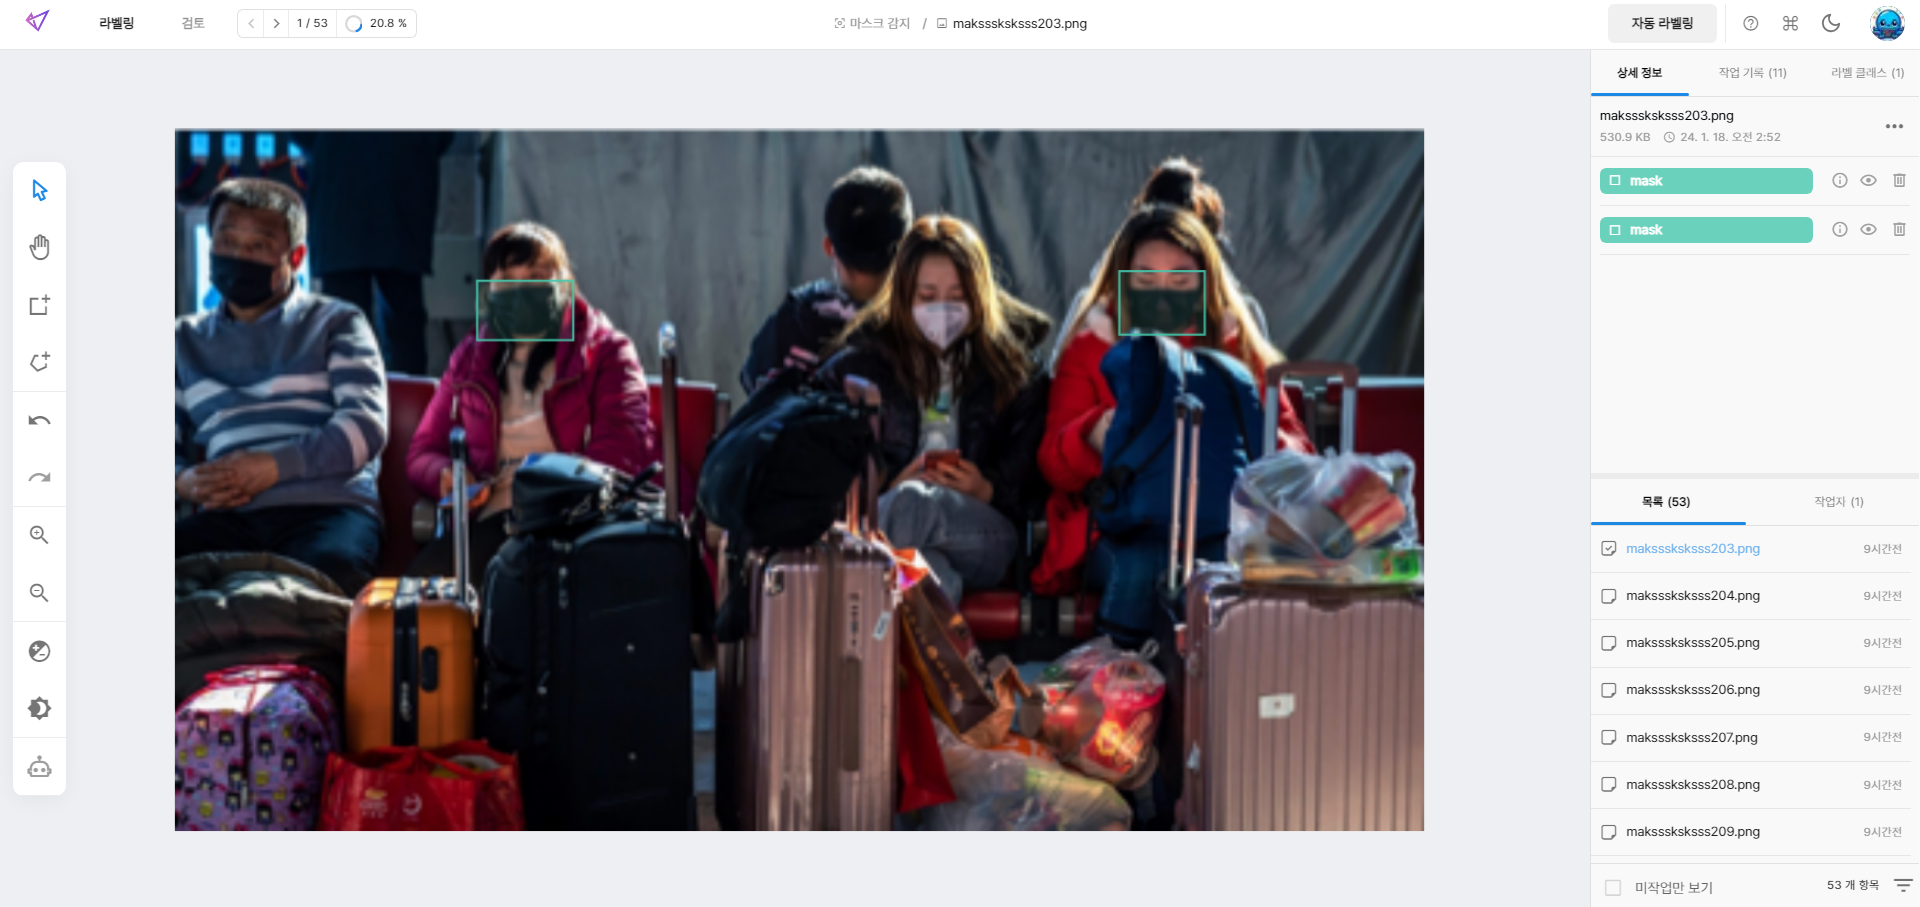 라벨링
검토
1 / 53
20.8 %
마스크 감지 / maksssksksss203.png
자동 라벨링
상세 정보
작업 기록 (11)
라벨 클래스 (1)
maksssksksss203.png
530.9 KB
24. 1. 18. 오전 2:52
mask
mask
목록 (53)
작업자 (1)
maksssksksss203.png 9시간전
maksssksksss204.png 9시간전
maksssksksss205.png 9시간전
maksssksksss206.png 9시간전
maksssksksss207.png 9시간전
maksssksksss208.png 9시간전
maksssksksss209.png 9시간전
미작업만 보기
53 개 항목